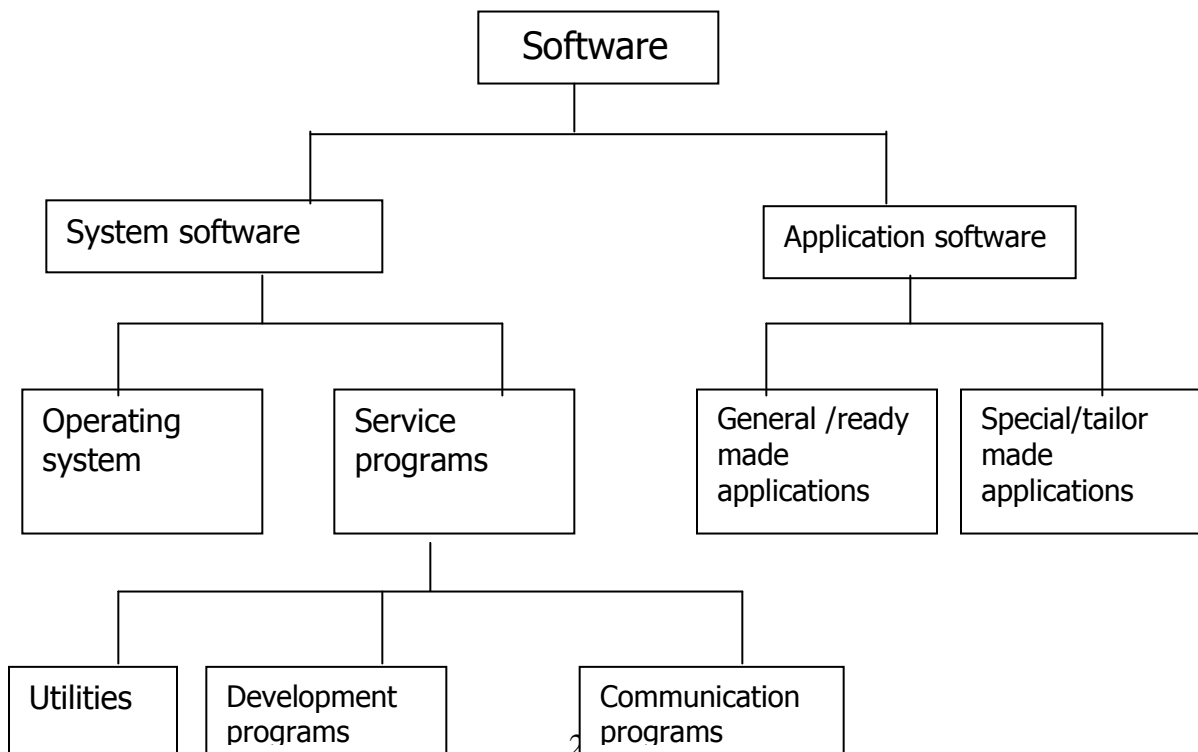 Software
System software
Application software
Operating
system
Service
programs
General /ready
made
applications
Special/tailor
made
applications
Utilities
Development
programs
Communication
programs
2